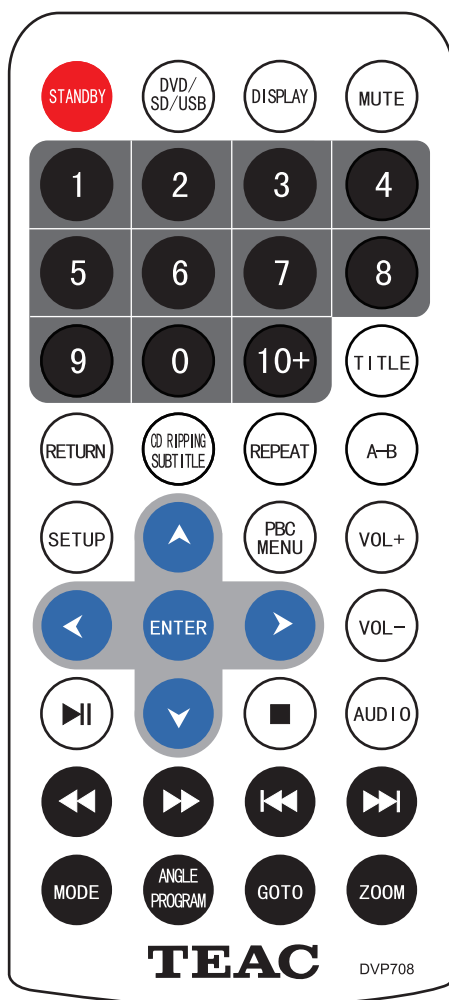 STANDBY
DVD/
SD/USB
DISPLAY
MUTE
1
2
3
4
5
6
7
8
9
0
10+
TITLE
RETURN
CD RIPPING
SUBTITLE
REPEAT
A-B
SETUP
PBC
MENU
VOL+
ENTER
VOL-
AUDIO
MODE
ANGLE
PROGRAM
GOTO
ZOOM
TEAC
DVP708